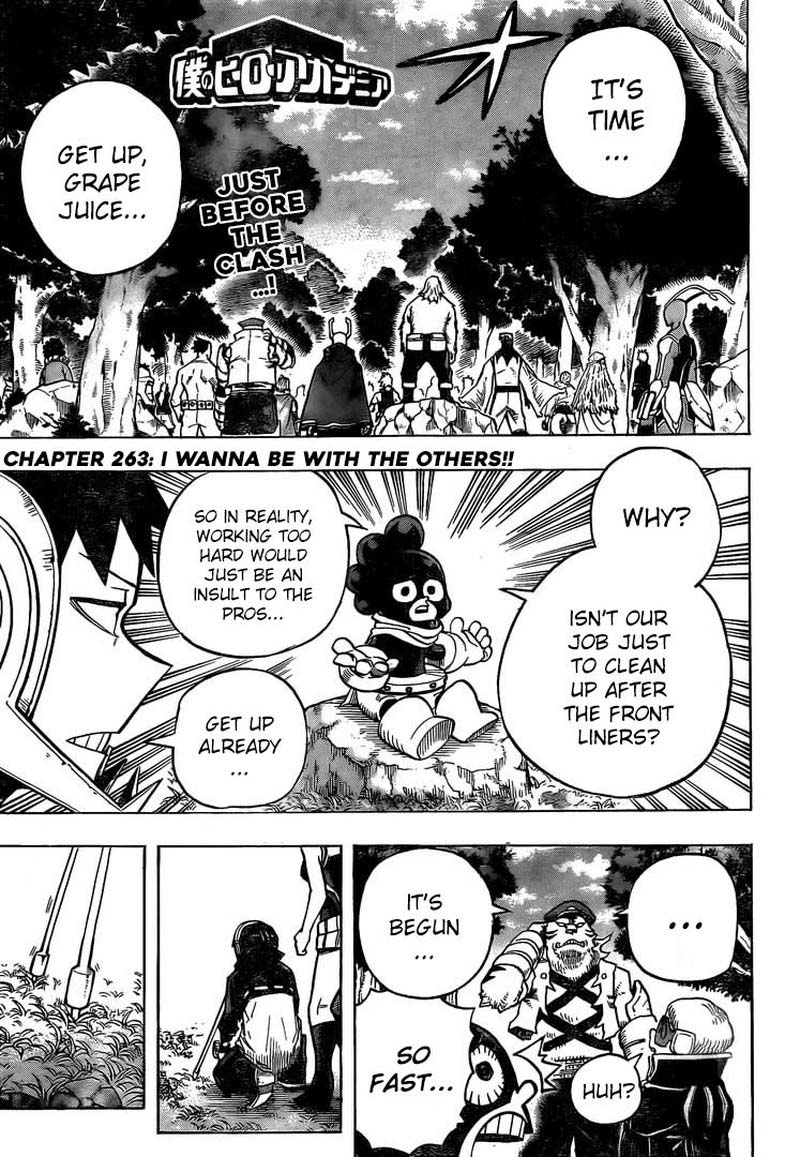 僕のヒーローアカデミア
IT'S
TIME
...
GET UP,
GRAPE
JUICE...
JUST
BEFORE
THE
CLASH
...!
CHAPTER 263: I WANNA BE WITH THE OTHERS!!
WHY?
ISN'T OUR
JOB JUST
TO CLEAN
UP AFTER
THE FRONT
LINERS?
SO IN REALITY,
WORKING TOO
HARD WOULD
JUST BE AN
INSULT TO THE
PROS...
GET UP
ALREADY
...
...
HUH?
IT'S
BEGUN
...
SO
FAST...